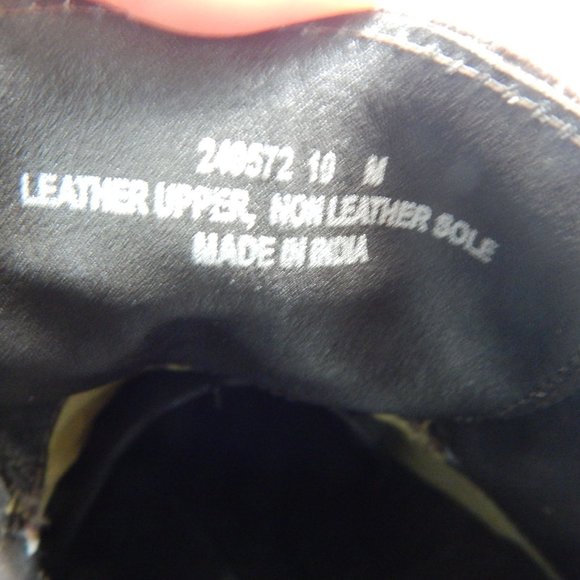 240572 10 M
LEATHER UPPER, NON LEATHER SOLE
MADE IN INDIA